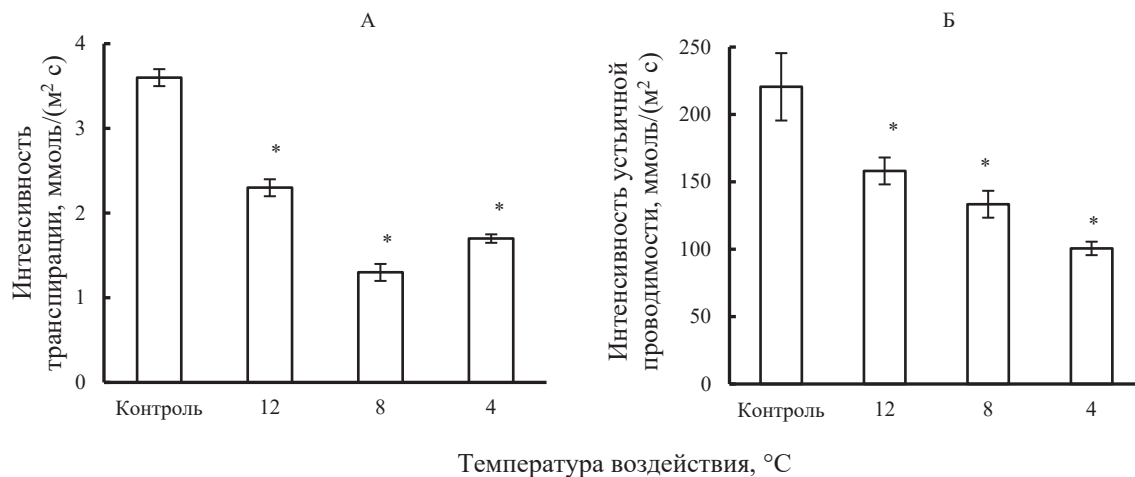 А
Интенсивность
транспирации, ммоль/(м² с)
4
3
2
1
0
*
*
*
Контроль
12
8
4
Б
Интенсивность устьичной
проводимости, ммоль/(м² с)
250
200
150
100
50
0
*
*
*
Контроль
12
8
4
Температура воздействия, °С